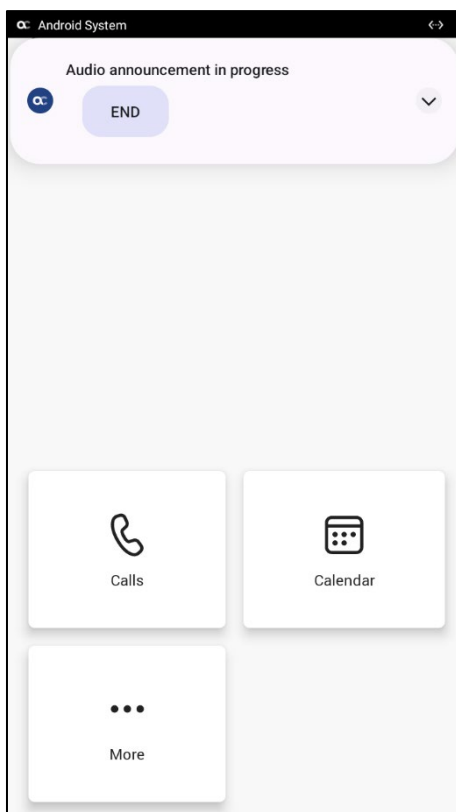 Android System
Audio announcement in progress
END
Calls
Calendar
More